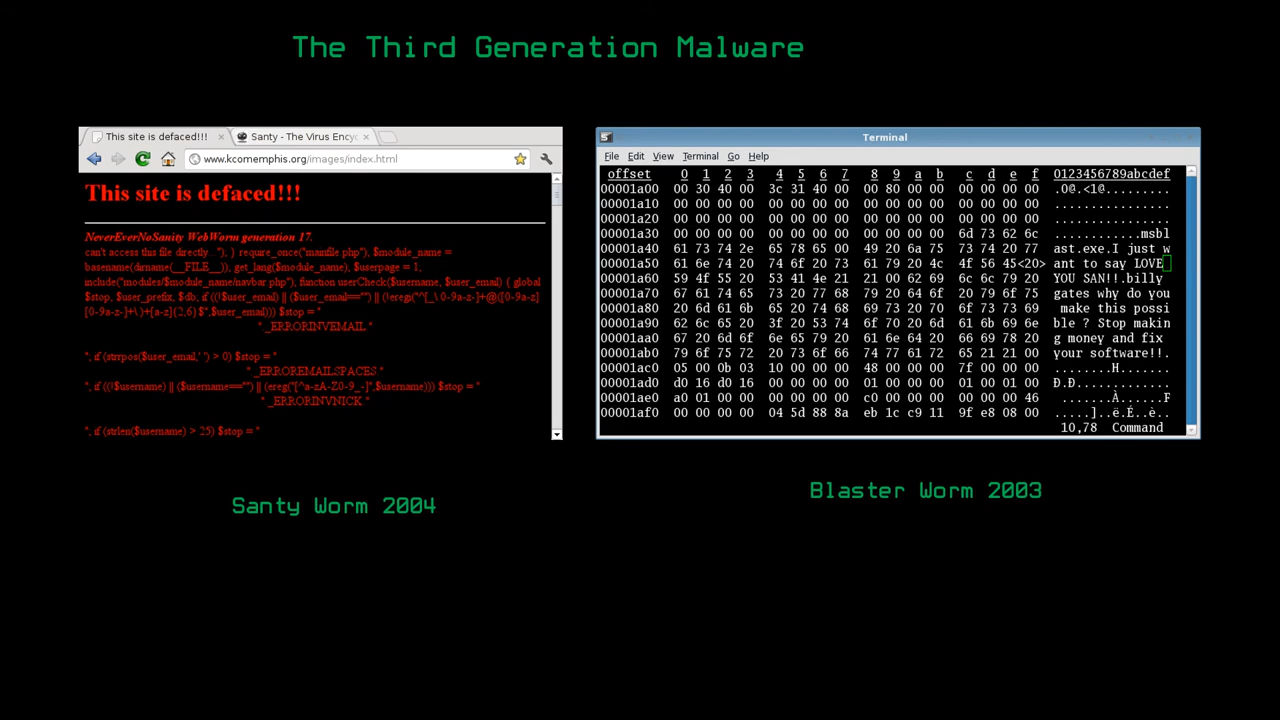 The Third Generation Malware
This site is defaced!!!
Santy - The Virus Ency
www.kcomemphis.org/images/index.html
This site is defaced!!!
NeverEverNoSanity WebWorm generation 17.
can't access this file directly..."); } require_once("mainfile.php"); $module_name =
basename(dirname(__FILE__)); get_lang($module_name); $userpage = 1;
include("modules/$module_name/navbar.php"); function userCheck($username, $user_email) { global
$stop, $user_prefix, $db; if ((!$user_email) || ($user_email=="") || (!eregi("^[_\.0-9a-z-]+@([0-9a-z]
[0-9a-z-]+\.)+[a-z]{2,6}$",$user_email))) $stop = "
"._ERRORINVEMAIL."
"; if (strrpos($user_email,' ') > 0) $stop = "
"._ERROREMAILSPACES."
"; if ((!$username) || ($username=="") || (ereg("[^a-zA-Z0-9_-]",$username))) $stop = "
"._ERRORINVNICK."
"; if (strlen($username) > 25) $stop = "
Terminal
File Edit View Terminal Go Help
offset 0 1 2 3 4 5 6 7 8 9 a b c d e f 0123456789abcdef
00001a00 00 30 40 00 3c 31 40 00 00 80 00 00 00 00 00 00 .0@.<1@.........
00001a10 00 00 00 00 00 00 00 00 00 00 00 00 00 00 00 00 ................
00001a20 00 00 00 00 00 00 00 00 00 00 00 00 00 00 00 00 ................
00001a30 00 00 00 00 00 00 00 00 00 00 00 00 6d 73 62 6c ............msbl
00001a40 61 73 74 2e 65 78 65 00 49 20 6a 75 73 74 20 77 ast.exe.I just w
00001a50 61 6e 74 20 74 6f 20 73 61 79 20 4c 4f 56 45<20> ant to say LOVE
00001a60 59 4f 55 20 53 41 4e 21 21 00 62 69 6c 6c 79 20 YOU SAN!!.billy
00001a70 67 61 74 65 73 20 77 68 79 20 64 6f 20 79 6f 75 gates why do you
00001a80 20 6d 61 6b 65 20 74 68 69 73 20 70 6f 73 73 69 make this possi
00001a90 62 6c 65 20 3f 20 53 74 6f 70 20 6d 61 6b 69 6e ble ? Stop makin
00001aa0 67 20 6d 6f 6e 65 79 20 61 6e 64 20 66 69 78 20 g money and fix
00001ab0 79 6f 75 72 20 73 6f 66 74 77 61 72 65 21 21 00 your software!!.
00001ac0 05 00 0b 03 10 00 00 00 48 00 00 00 7f 00 00 00 ........H.......
00001ad0 d0 16 d0 16 00 00 00 00 01 00 00 00 01 00 01 00 Ð.Ð.............
00001ae0 a0 01 00 00 00 00 00 00 c0 00 00 00 00 00 00 46 .......À......F
00001af0 00 00 00 00 04 5d 88 8a eb 1c c9 11 9f e8 08 00 .....]..ë.É..è..
10,78 Command
Santy Worm 2004
Blaster Worm 2003